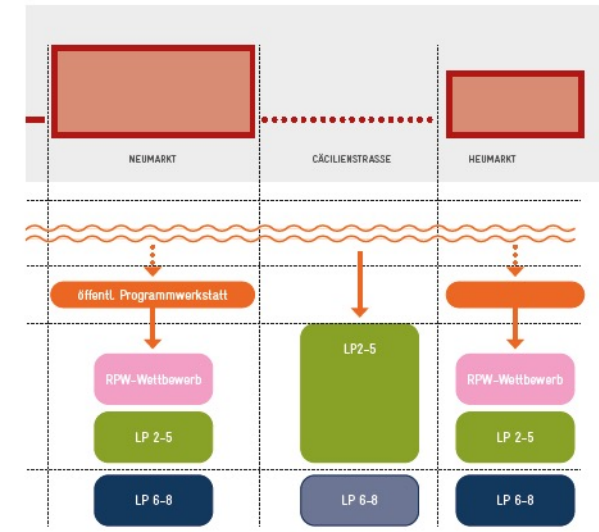 NEUMARKT
CÄCILIENSTRASSE
HEUMARKT
öffentl. Programmwerkstatt
LP2-5
RPW-Wettbewerb
RPW-Wettbewerb
LP 2-5
LP 2-5
LP 6-8
LP 6-8
LP 6-8